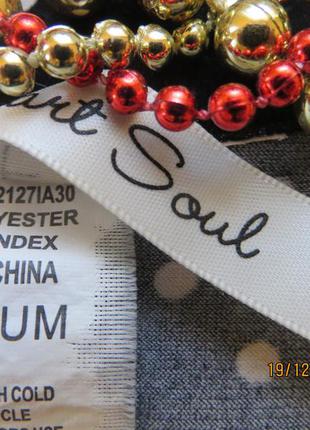 art Soul
2127IA30
YESTER
NDEX
CHINA
UM
H COLD
CLE
19/12